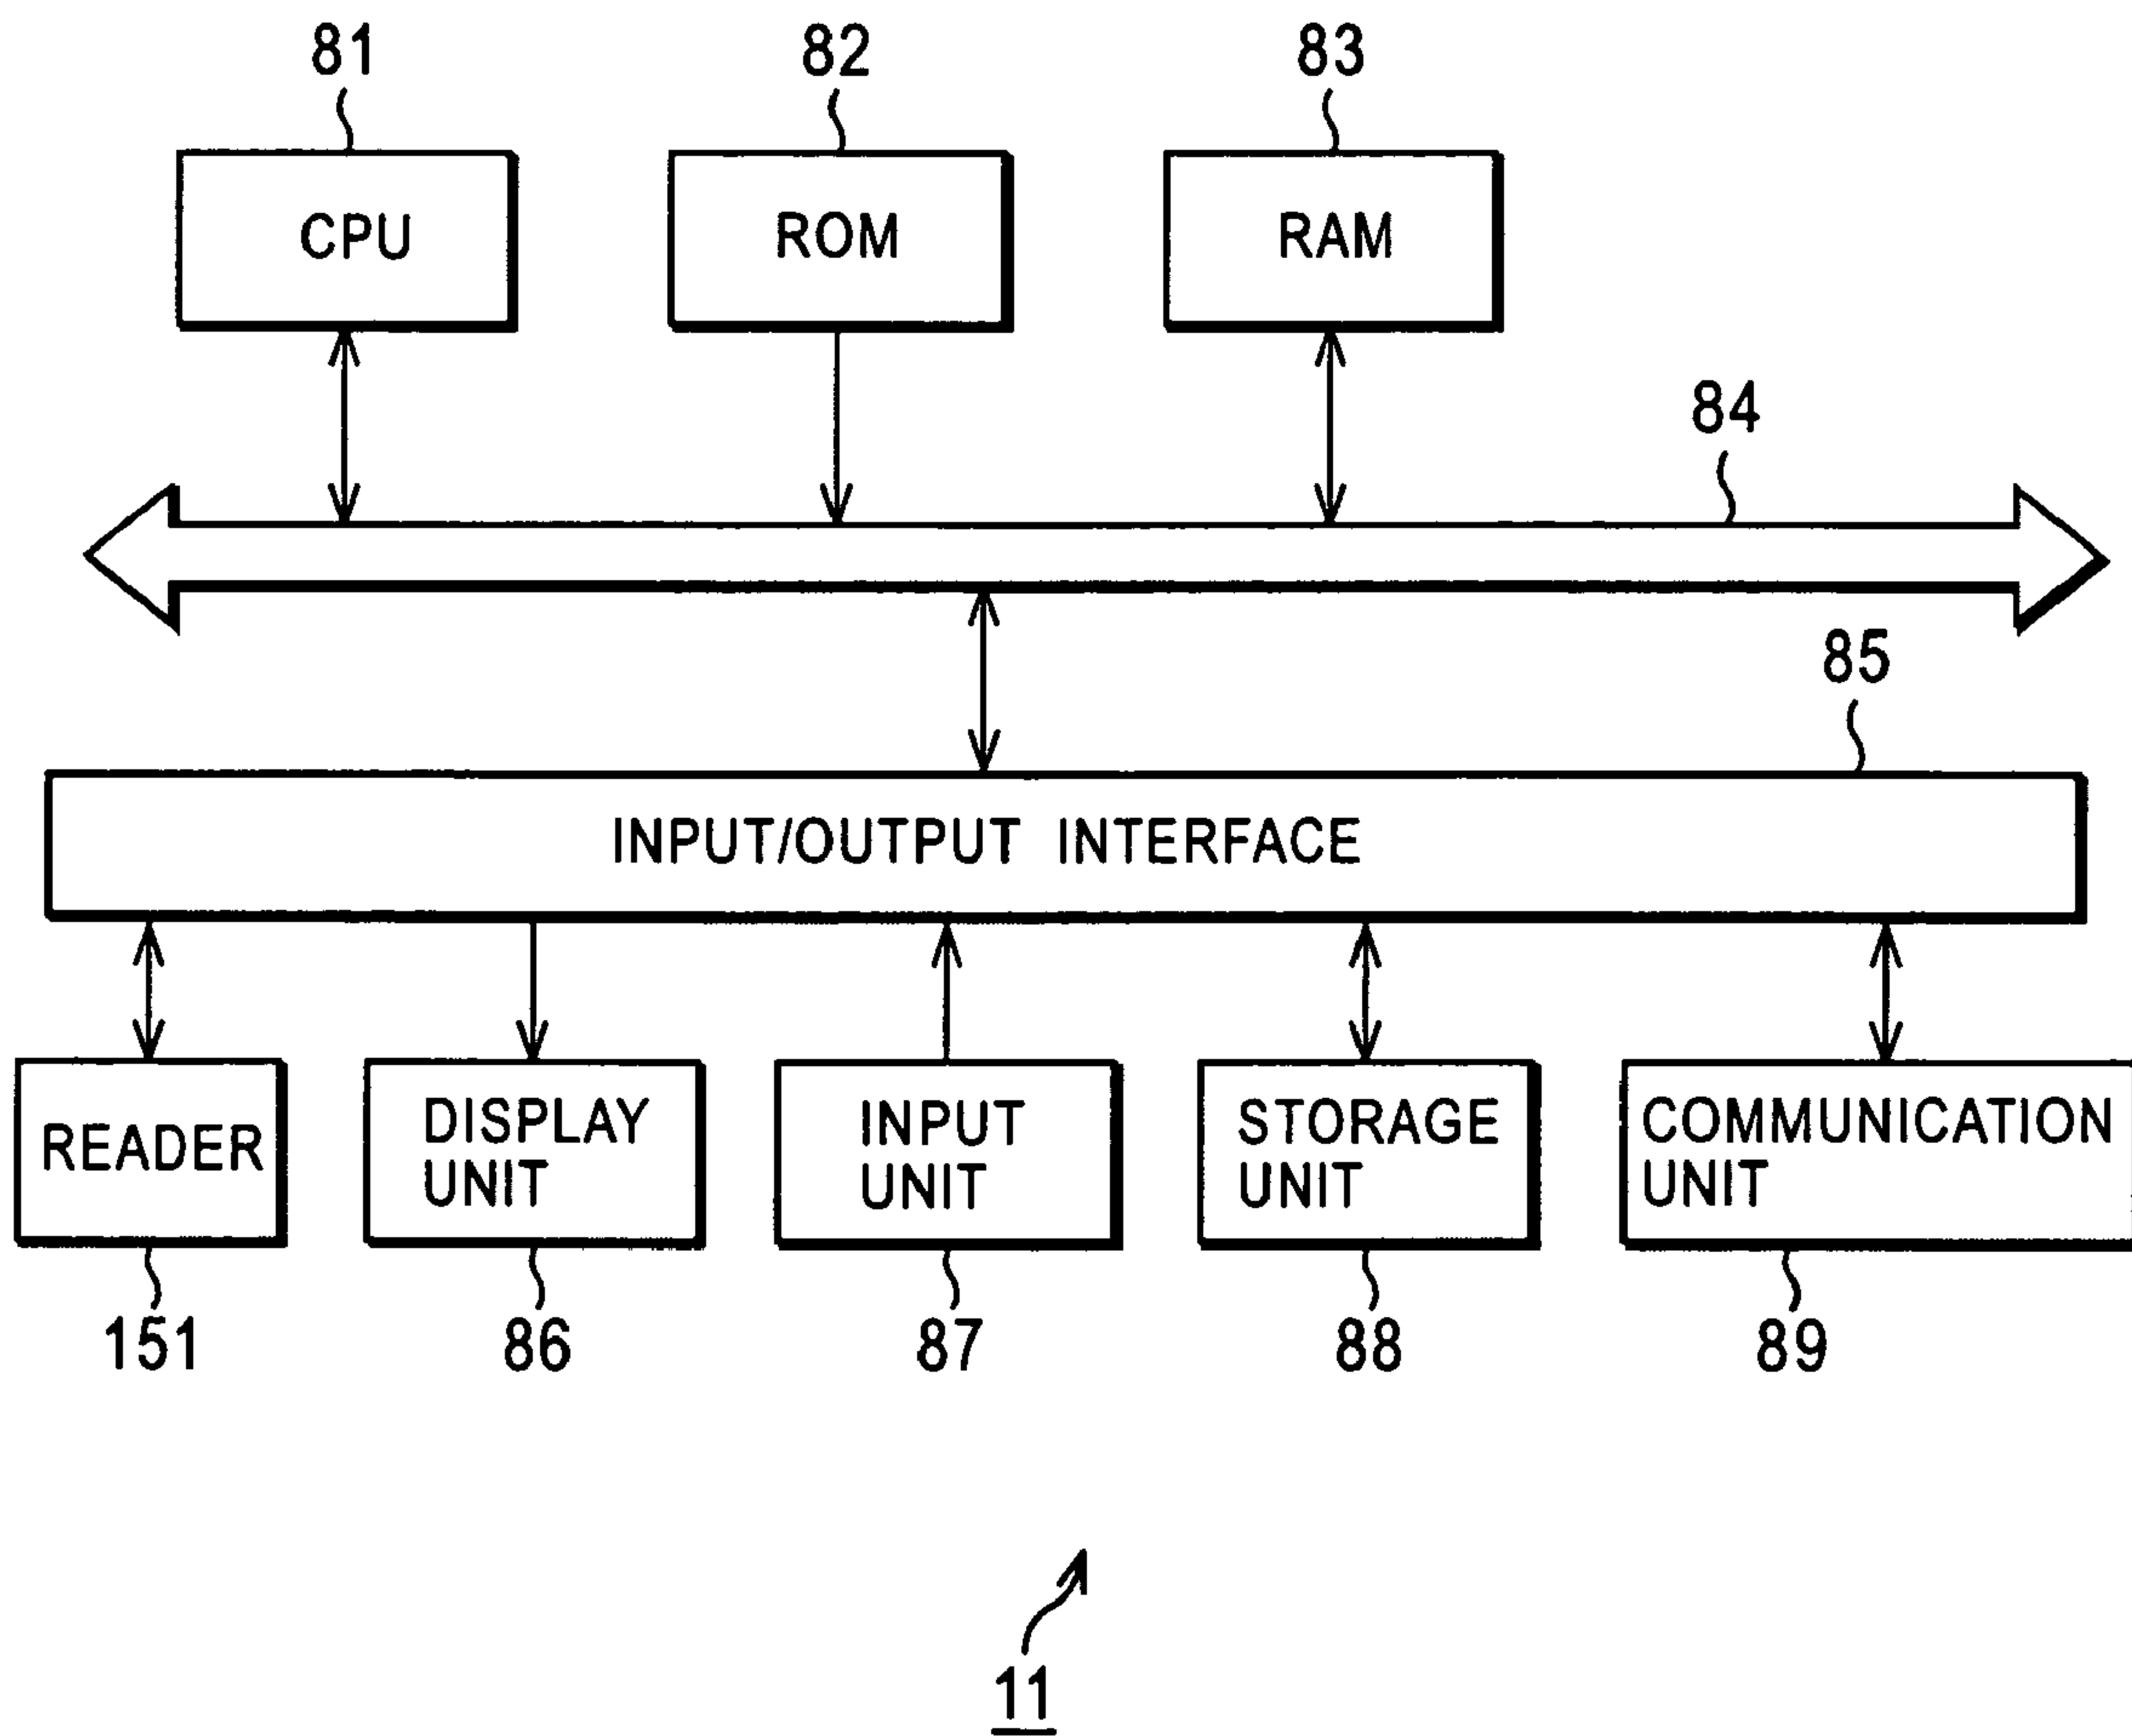 81
82
83
CPU
ROM
RAM
84
85
INPUT/OUTPUT INTERFACE
READER
DISPLAY
UNIT
INPUT
UNIT
STORAGE
UNIT
COMMUNICATION
UNIT
151
86
87
88
89
11